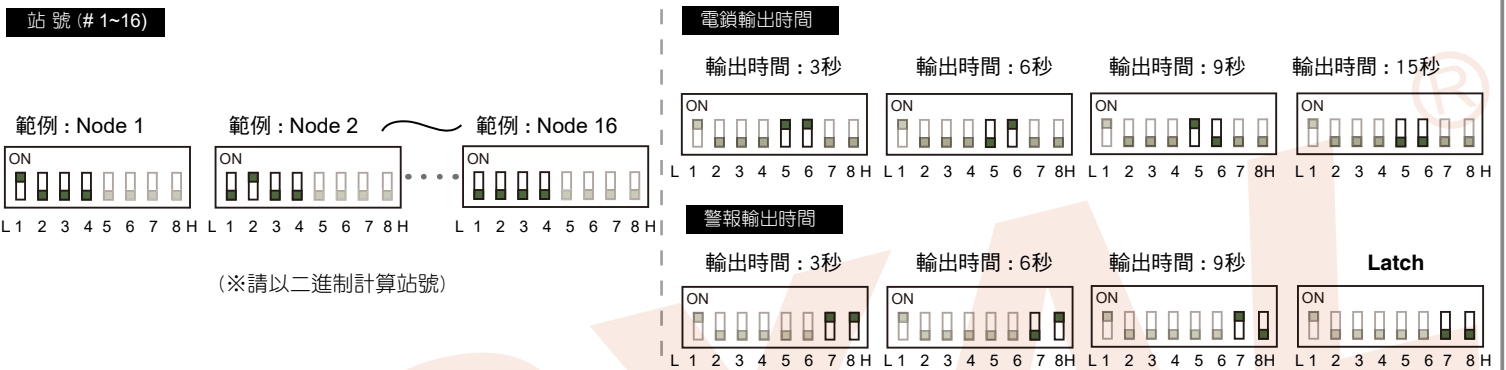 站 號 (# 1~16)
範例 : Node 1
範例 : Node 2
範例 : Node 16
ON
ON
ON
L 1 2 3 4 5 6 7 8 H
L 1 2 3 4 5 6 7 8 H
L 1 2 3 4 5 6 7 8 H
(※請以二進制計算站號)
電鎖輸出時間
輸出時間 : 3秒
輸出時間 : 6秒
輸出時間 : 9秒
輸出時間 : 15秒
ON
ON
ON
ON
L 1 2 3 4 5 6 7 8 H
L 1 2 3 4 5 6 7 8H
L 1 2 3 4 5 6 7 8H
L 1 2 3 4 5 6 7 8 H
警報輸出時間
輸出時間 : 3秒
輸出時間 : 6秒
輸出時間 : 9秒
Latch
ON
ON
ON
ON
L 1 2 3 4 5 6 7 8 H
L 1 2 3 4 5 6 7 8H
L 1 2 3 4 5 6 7 8H
L 1 2 3 4 5 6 7 8 H
®